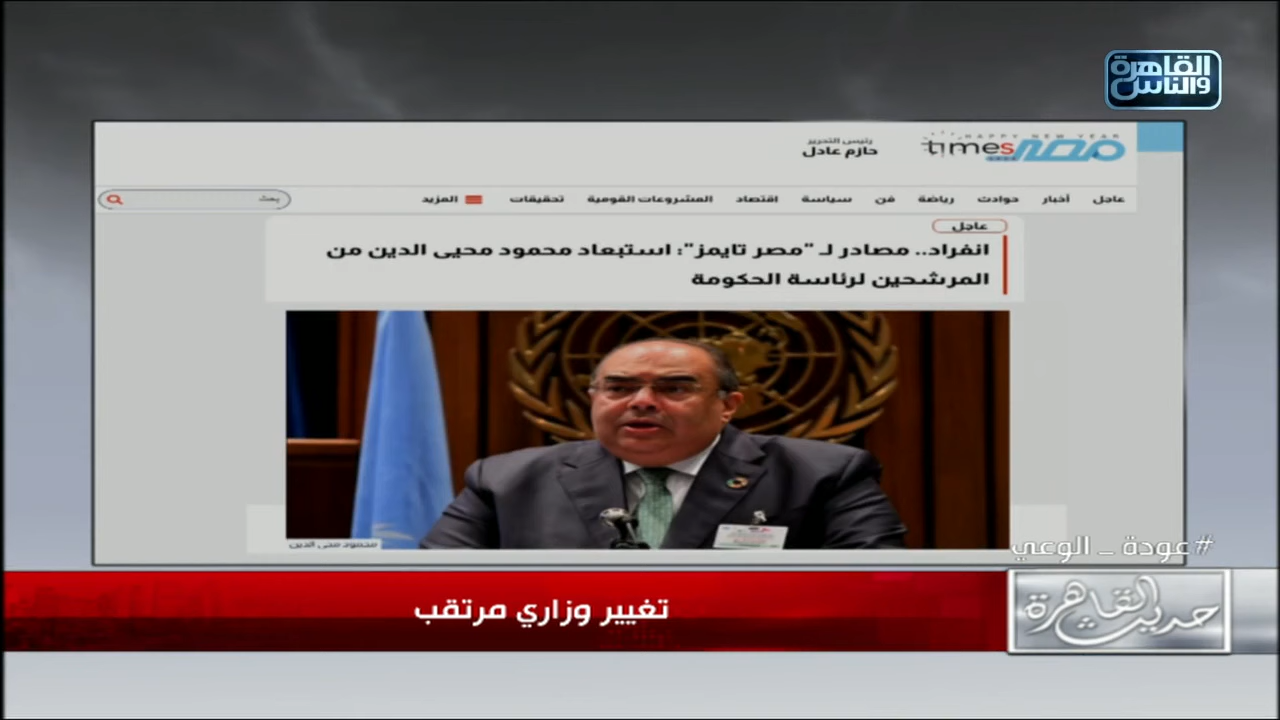 القاهرة
والناس
HAPPY NEW YEAR
مصر times
رئيس التحرير
حازم عادل
عاجل أخبار حوادث رياضة فن سياسة اقتصاد المشروعات القومية تحقيقات المزيد
بحث
عاجل
انفراد.. مصادر لـ "مصر تايمز": استبعاد محمود محيى الدين من
المرشحين لرئاسة الحكومة
محمود محى الدين
#عودة_الوعي
حديث القاهرة
تغيير وزاري مرتقب